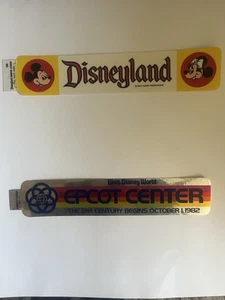 Disneyland
Walt Disney World
EPCOT CENTER
THE 21ST CENTURY BEGINS OCTOBER 1, 1982